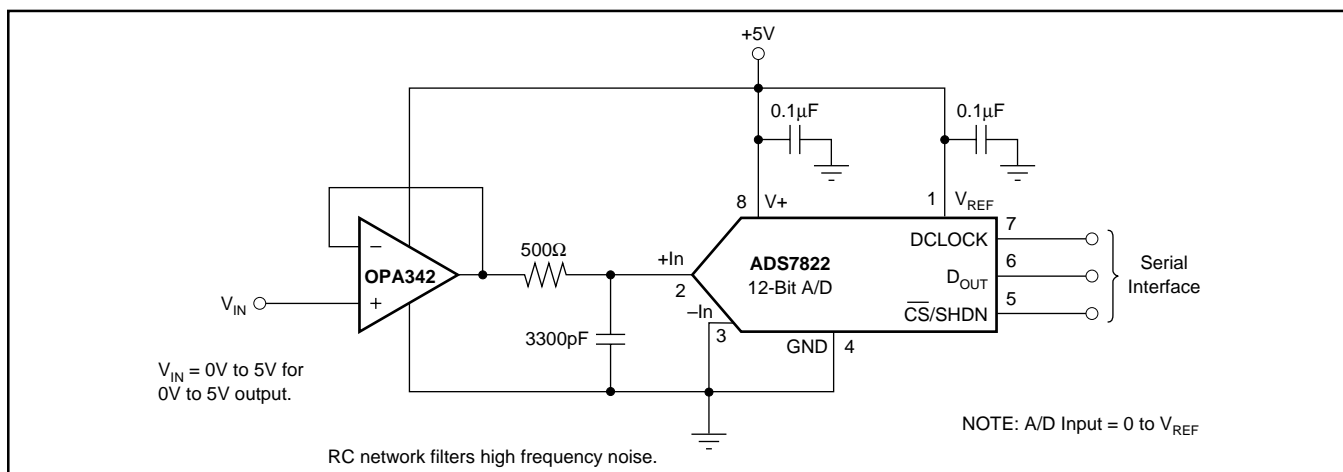 +5V
0.1µF
0.1µF
8 V+
1 VREF
7
DCLOCK
500Ω
+In
ADS7822
−
OPA342
2
12-Bit A/D
6
DOUT
Serial
Interface
VIN
+
–In
5
CS/SHDN
3
3300pF
GND 4
VIN = 0V to 5V for
0V to 5V output.
NOTE: A/D Input = 0 to VREF
RC network filters high frequency noise.